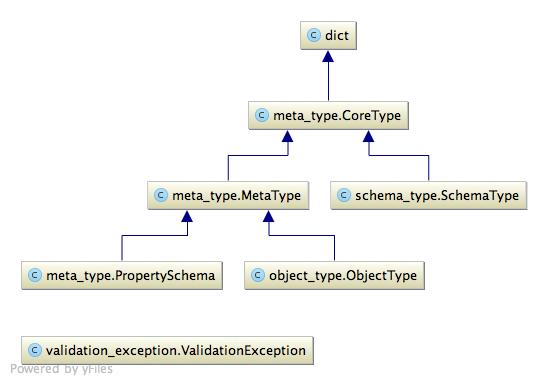 C dict
C meta_type.CoreType
C meta_type.MetaType
C schema_type.SchemaType
C meta_type.PropertySchema
C object_type.ObjectType
C validation_exception.ValidationException
Powered by yFiles